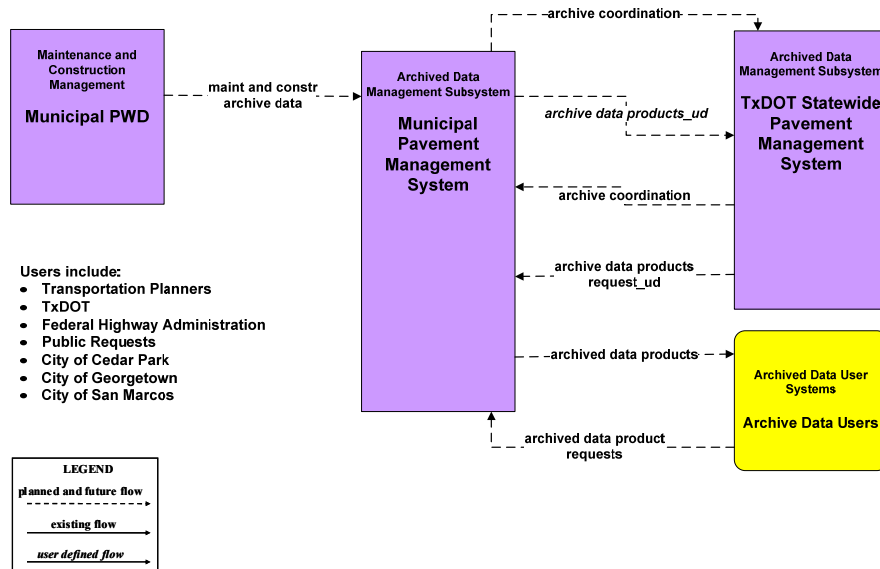 archive coordination
Maintenance and
Construction
Management
Municipal PWD
maint and constr
archive data
Archived Data
Management Subsystem
Municipal
Pavement
Management
System
archive data products_ud
archive coordination
archive data products
request_ud
archived data products
archived data product
requests
Archived Data
Management Subsystem
TxDOT Statewide
Pavement
Management
System
Archived Data User
Systems
Archive Data Users
Users include:
• Transportation Planners
• TxDOT
• Federal Highway Administration
• Public Requests
• City of Cedar Park
• City of Georgetown
• City of San Marcos
LEGEND
planned and future flow
existing flow
user defined flow